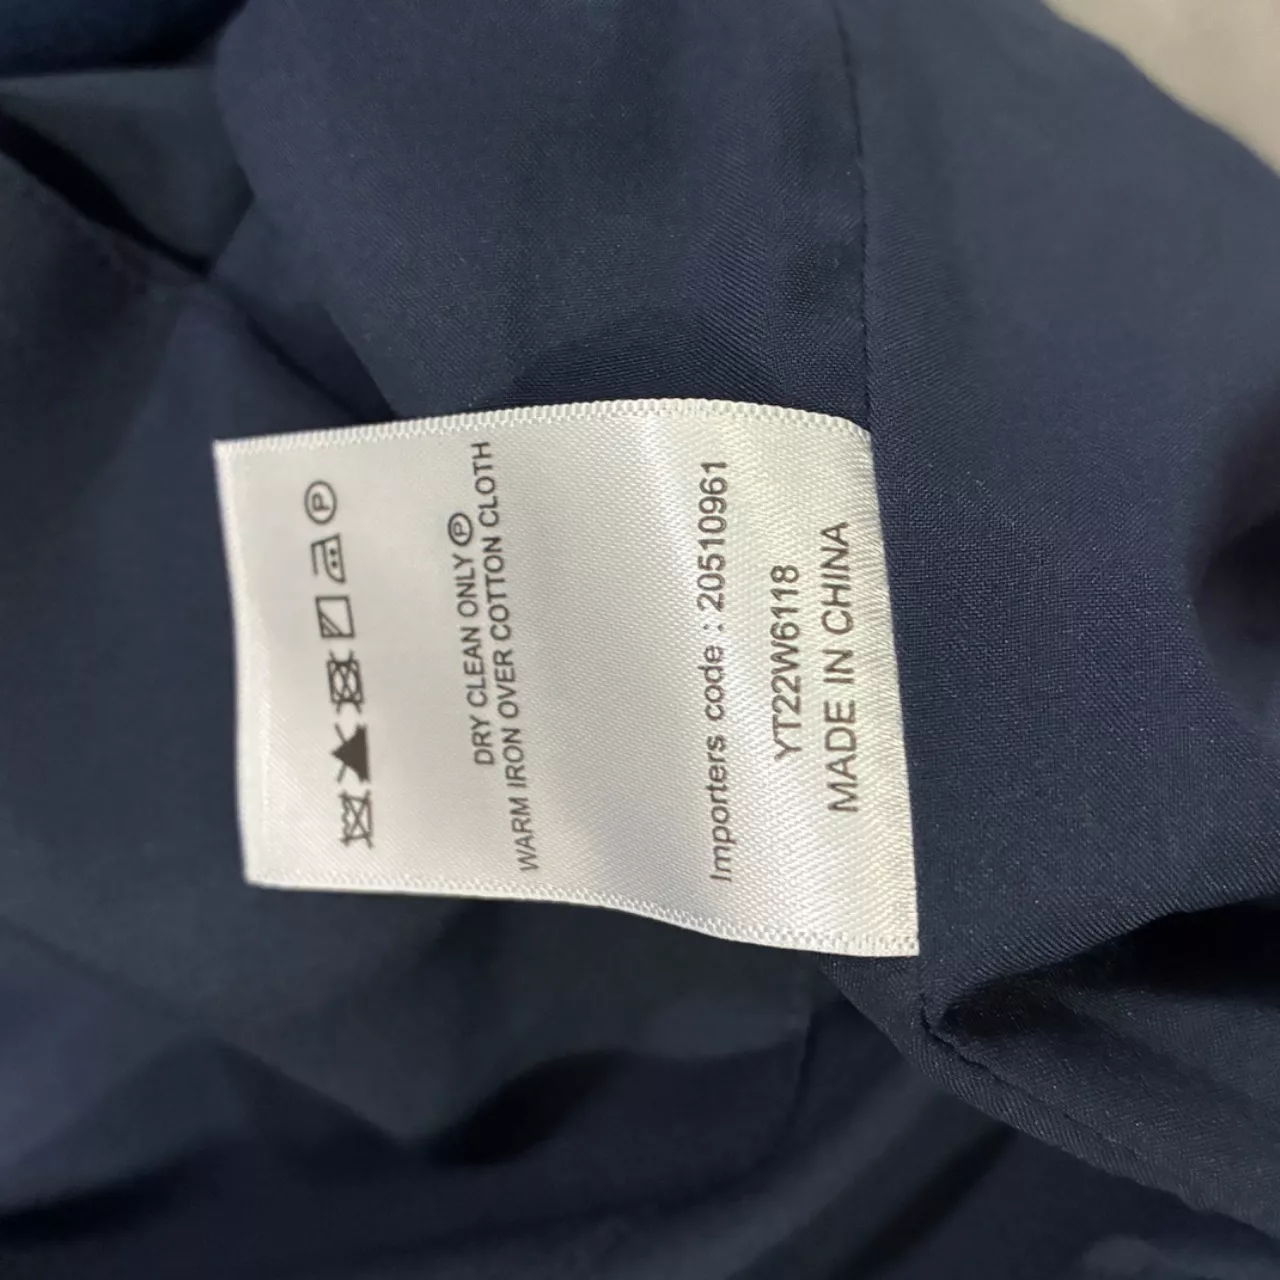 DRY CLEAN ONLY Ⓟ
WARM IRON OVER COTTON CLOTH
Importers code : 20510961
YT22W6118
MADE IN CHINA